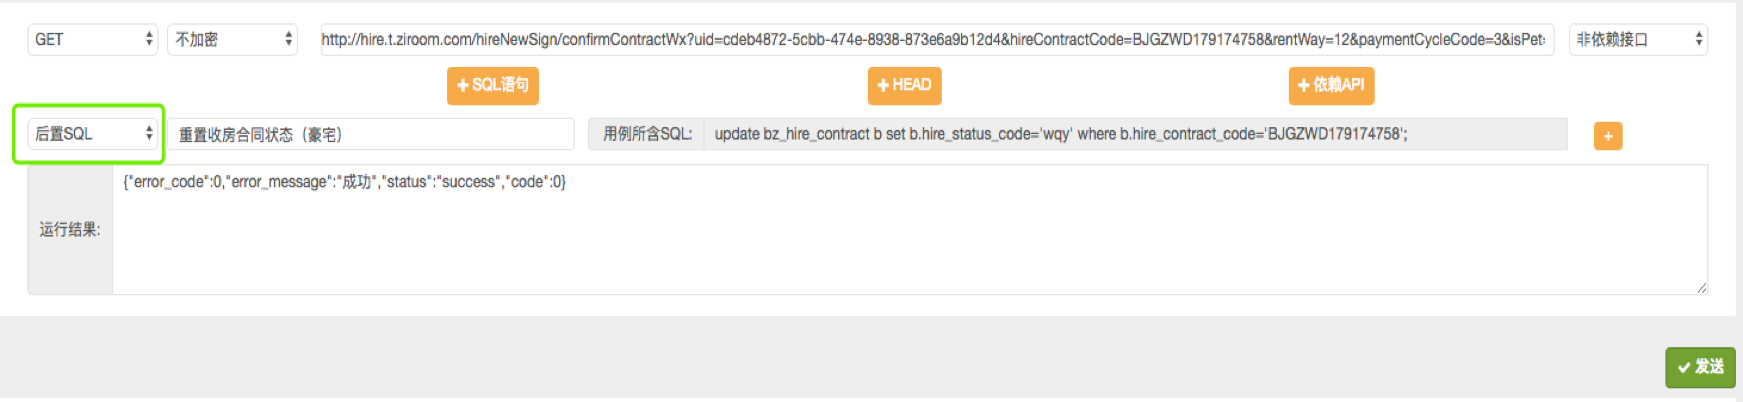 GET 不加密 http://hire.t.ziroom.com/hireNewSign/confirmContractWx?uid=cdeb4872-5cbb-474e-8938-873e6a9b12d4&hireContractCode=BJGZWD179174758&rentWay=12&paymentCycleCode=3&isPet= 非依赖接口
+ SQL语句 + HEAD + 依赖API
后置SQL 重置收房合同状态（豪宅） 用例所含SQL: update bz_hire_contract b set b.hire_status_code='wqy' where b.hire_contract_code='BJGZWD179174758'; +
{"error_code":0,"error_message":"成功","status":"success","code":0}
运行结果:
发送